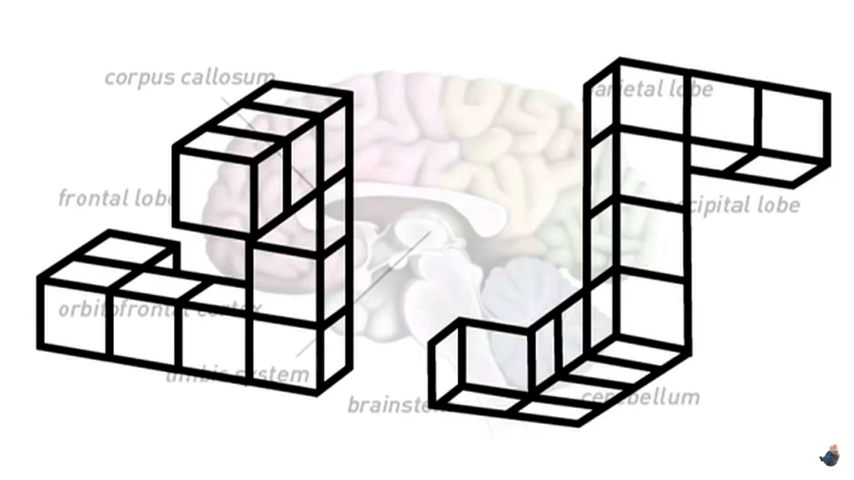 corpus callosum
parietal lobe
frontal lobe
occipital lobe
orbitofrontal cortex
limbic system
brainstem
cerebellum